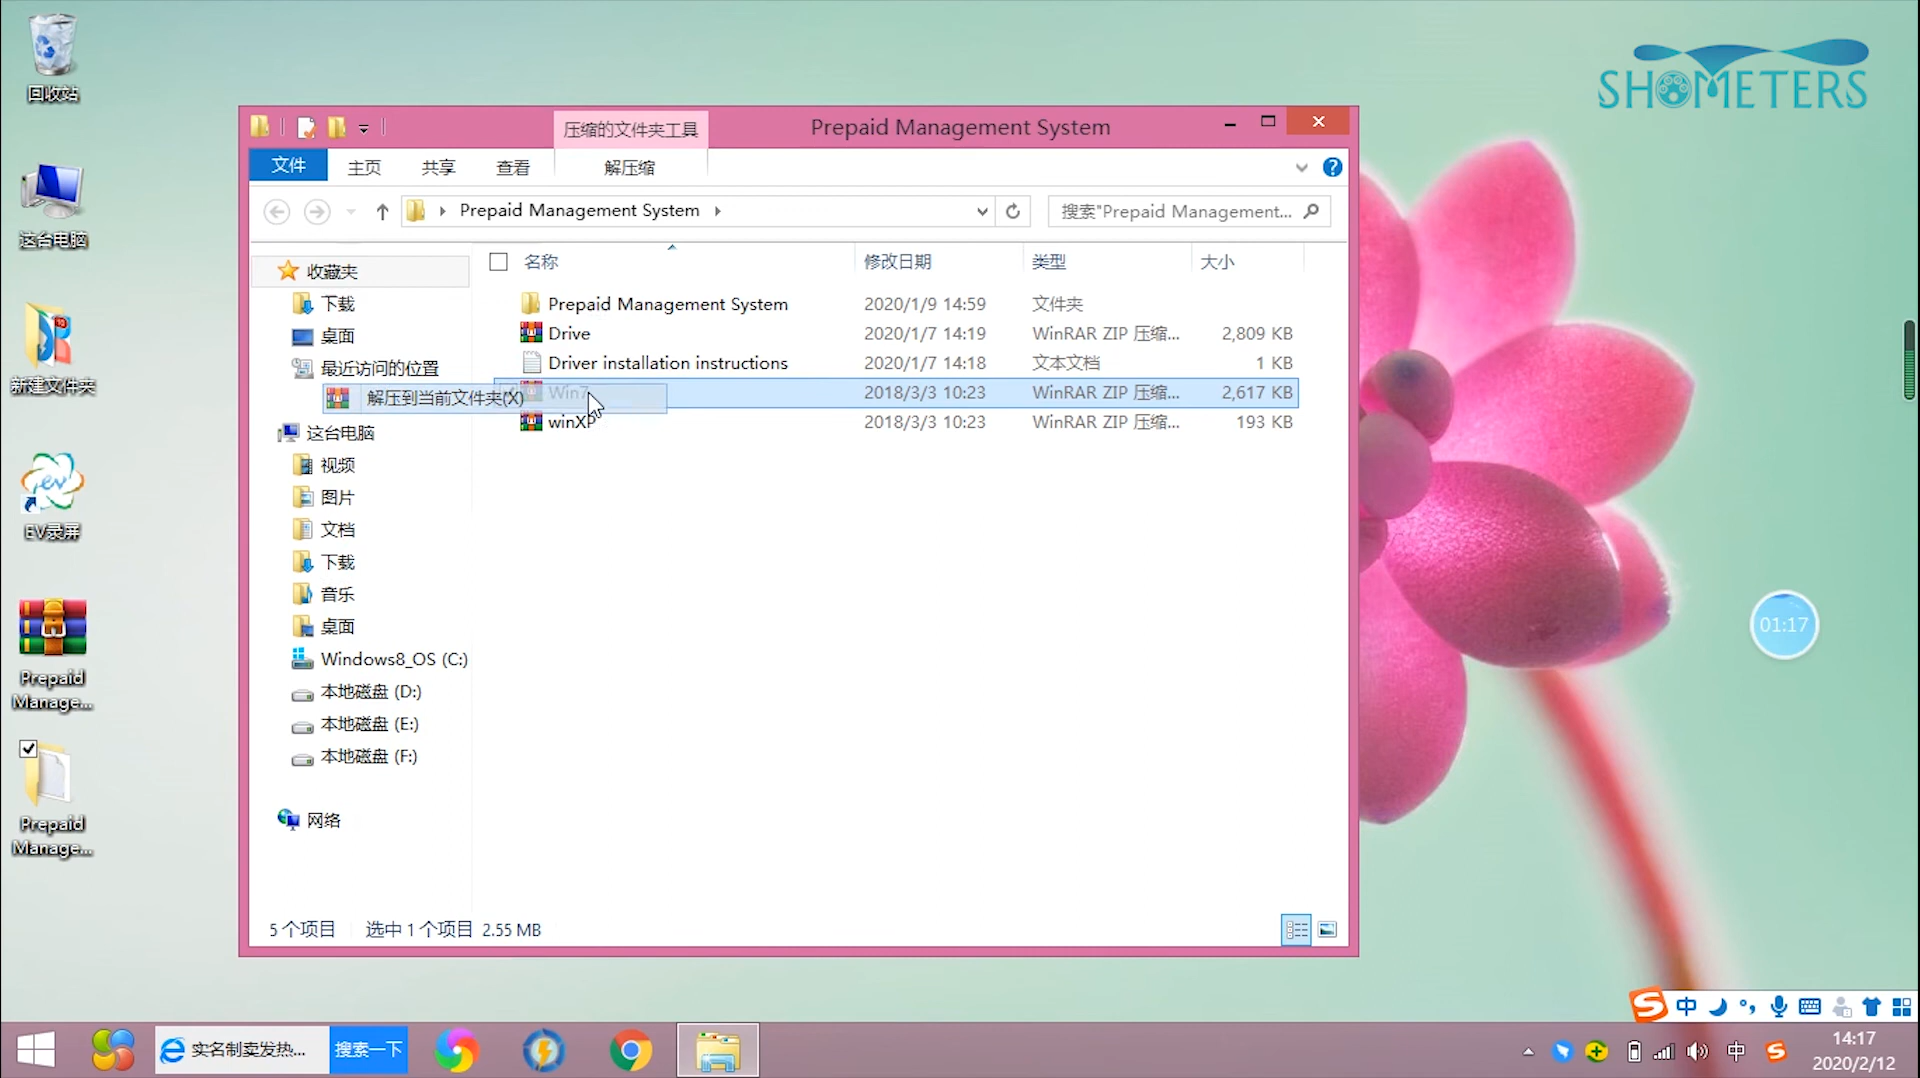 回收站
这台电脑
新建文件夹
EV录屏
Prepaid
Manage...
Prepaid
Manage...
SHOMETERS
压缩的文件夹工具
Prepaid Management System
文件
主页
共享
查看
解压缩
Prepaid Management System
搜索"Prepaid Management...
名称
修改日期
类型
大小
收藏夹
下载
桌面
最近访问的位置
这台电脑
视频
图片
文档
下载
音乐
桌面
Windows8_OS (C:)
本地磁盘 (D:)
本地磁盘 (E:)
本地磁盘 (F:)
网络
Prepaid Management System 2020/1/9 14:59 文件夹
Drive 2020/1/7 14:19 WinRAR ZIP 压缩... 2,809 KB
Driver installation instructions 2020/1/7 14:18 文本文档 1 KB
解压到当前文件夹(X)
Win7 2018/3/3 10:23 WinRAR ZIP 压缩... 2,617 KB
winXP 2018/3/3 10:23 WinRAR ZIP 压缩... 193 KB
5 个项目 选中 1 个项目 2.55 MB
01:17
中
实名制卖发热...
搜索一下
中
14:17
2020/2/12